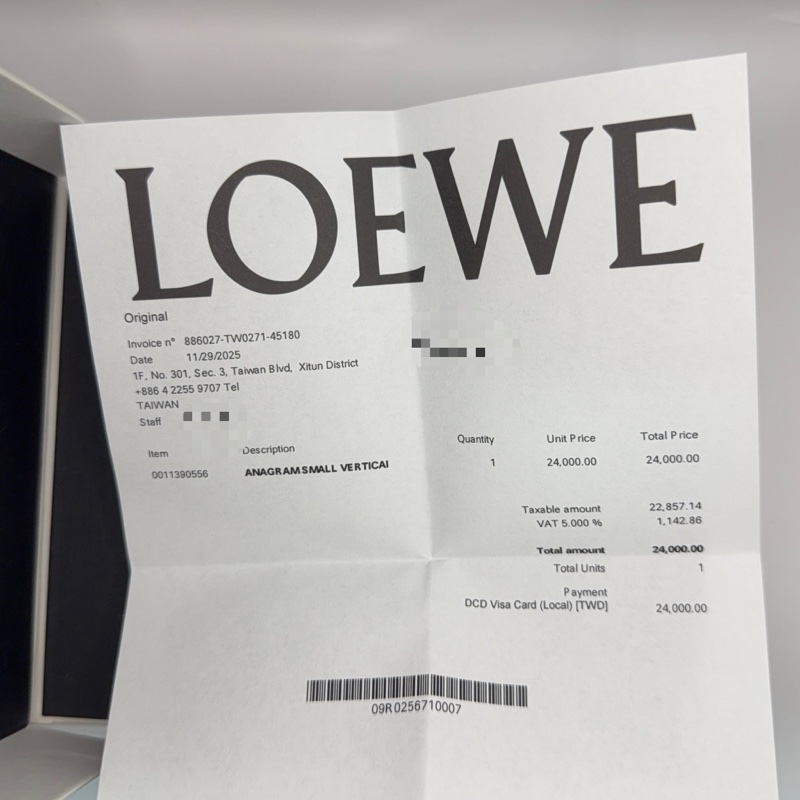 LOEWE
Original
Invoice n° 886027-TW0271-45180
Date 11/29/2025
1F, No. 301, Sec. 3, Taiwan Blvd, Xitun District
+886 4 2255 9707 Tel
TAIWAN
Staff
Item Description Quantity Unit Price Total Price
0011390556 ANAGRAM SMALL VERTICAl 1 24,000.00 24,000.00
Taxable amount 22,857.14
VAT 5.000 % 1,142.86
Total amount 24,000.00
Total Units 1
Payment
DCD Visa Card (Local) [TWD] 24,000.00
09R0256710007